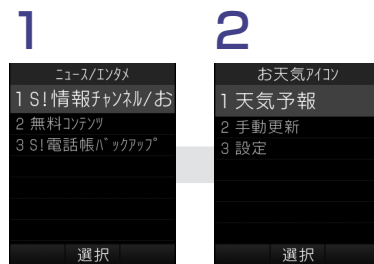 1
ﾆｭｰｽ/ｴﾝﾀﾒ
1 S!情報ﾁｬﾝﾈﾙ/お
2 無料ｺﾝﾃﾝﾂ
3 S!電話帳ﾊﾞｯｸｱｯﾌﾟ
選択
2
お天気ｱｲｺﾝ
1 天気予報
2 手動更新
3 設定
選択